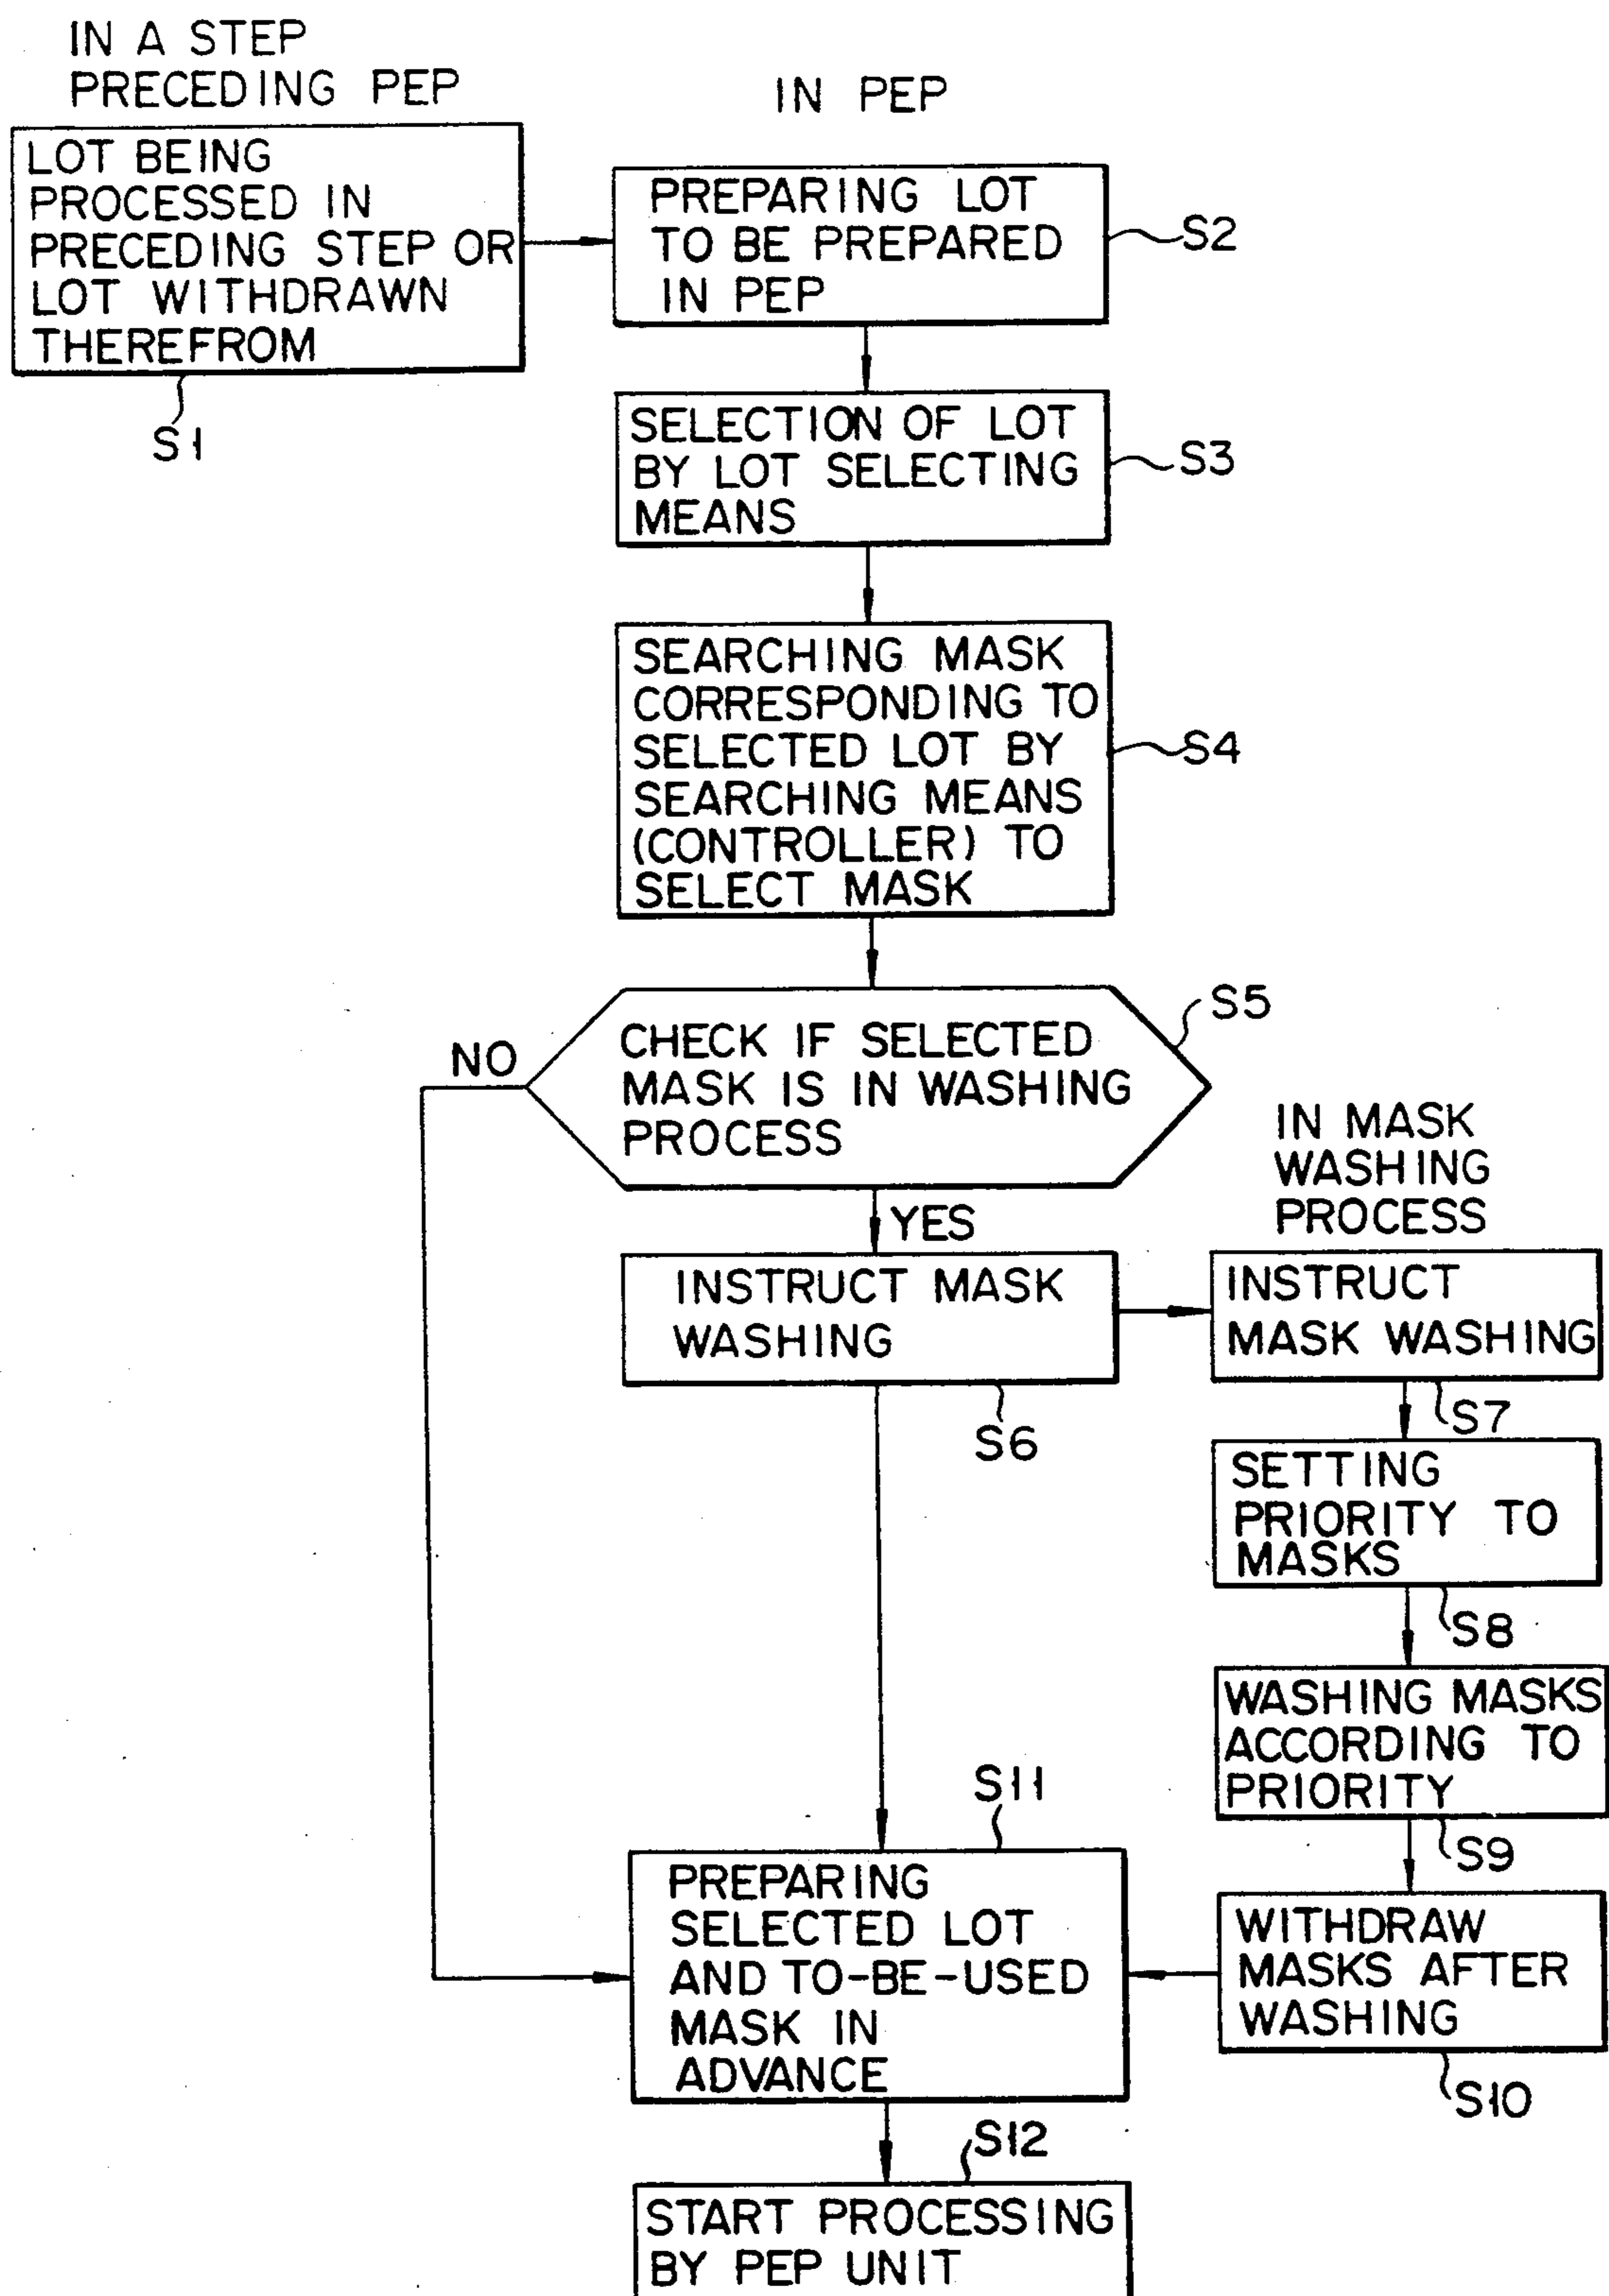 IN A STEP
PRECEDING PEP
LOT BEING
PROCESSED IN
PRECEDING STEP OR
LOT WITHDRAWN
THEREFROM
S1
IN PEP
PREPARING LOT
TO BE PREPARED
IN PEP
S2
SELECTION OF LOT
BY LOT SELECTING
MEANS
S3
SEARCHING MASK
CORRESPONDING TO
SELECTED LOT BY
SEARCHING MEANS
(CONTROLLER) TO
SELECT MASK
S4
CHECK IF SELECTED
MASK IS IN WASHING
PROCESS
S5
NO
YES
INSTRUCT MASK
WASHING
S6
IN MASK
WASHING
PROCESS
INSTRUCT
MASK WASHING
S7
SETTING
PRIORITY TO
MASKS
S8
WASHING MASKS
ACCORDING TO
PRIORITY
S9
WITHDRAW
MASKS AFTER
WASHING
S10
S11
PREPARING
SELECTED LOT
AND TO-BE-USED
MASK IN
ADVANCE
S12
START PROCESSING
BY PEP UNIT